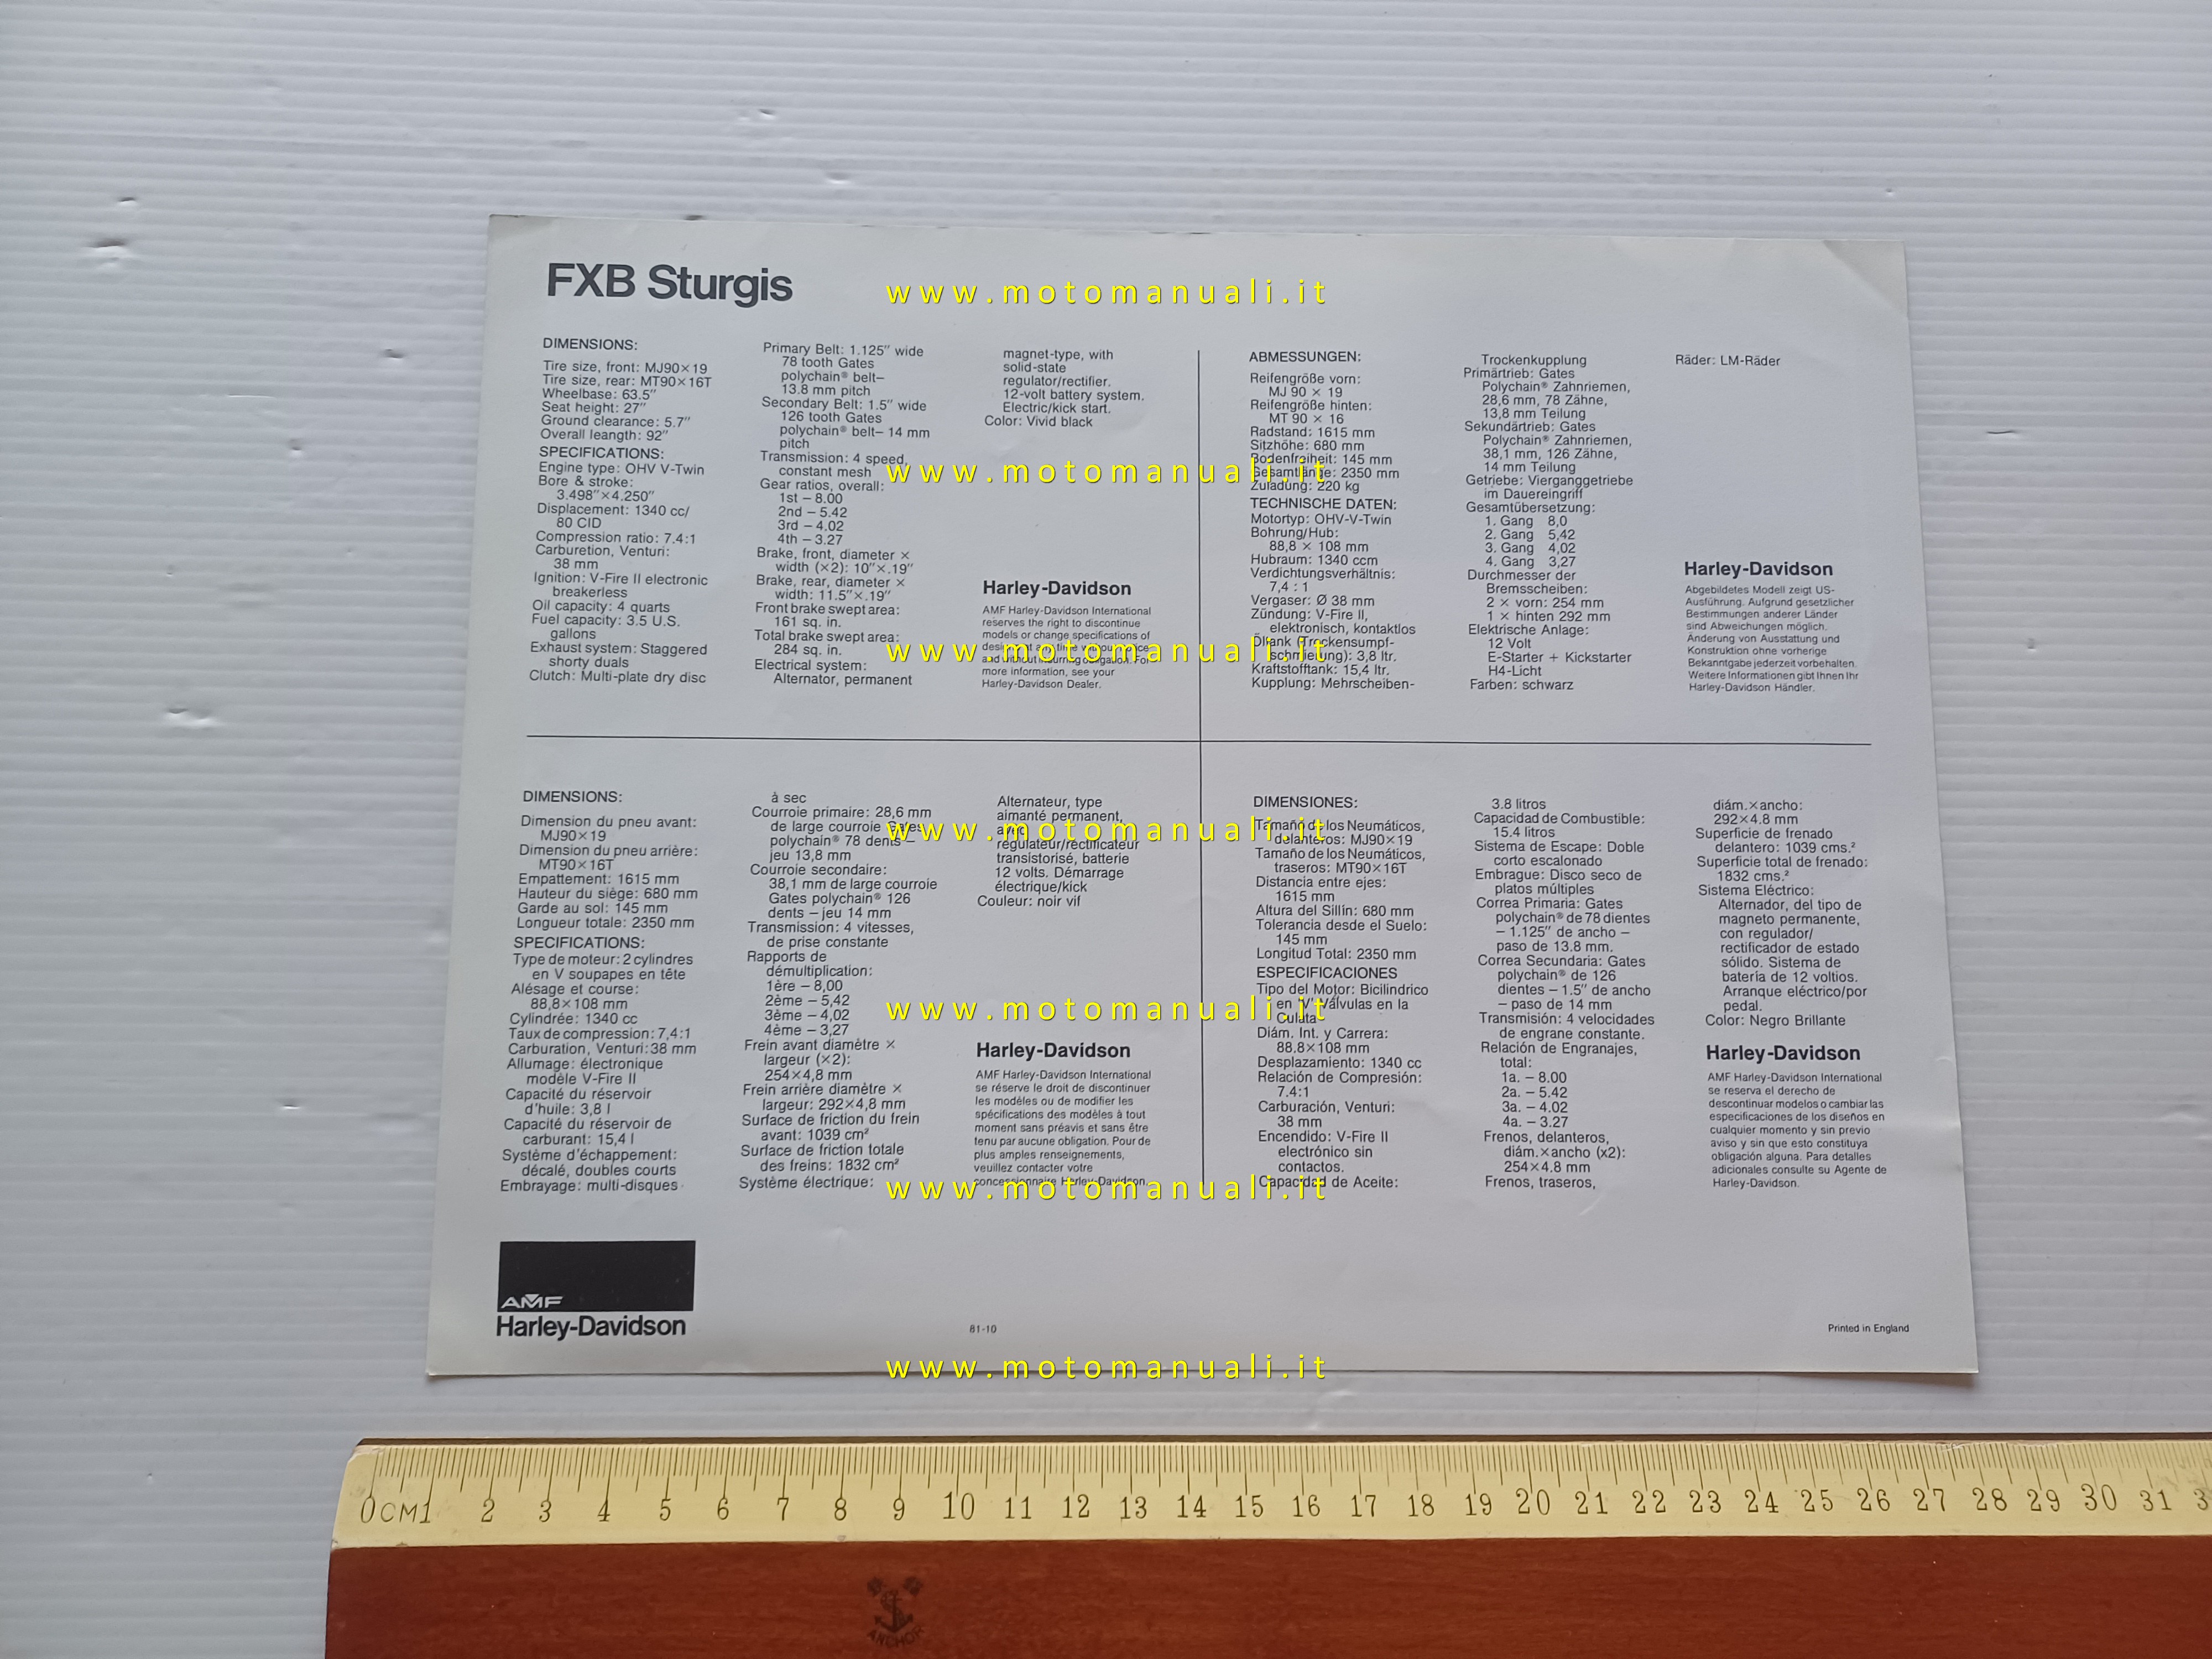 FXB Sturgis
DIMENSIONS:
Tire size, front: MJ90×19
Tire size, rear: MT90×16T
Wheelbase: 63.5"
Seat height: 27"
Ground clearance: 5.7"
Overall leangth: 92"
SPECIFICATIONS:
Engine type: OHV V-Twin
Bore & stroke:
3.498"×4.250"
Displacement: 1340 cc/
80 CID
Compression ratio: 7.4:1
Carburetion, Venturi:
38 mm
Ignition: V-Fire II electronic
breakerless
Oil capacity: 4 quarts
Fuel capacity: 3.5 U.S.
gallons
Exhaust system: Staggered
shorty duals
Clutch: Multi-plate dry disc
Primary Belt: 1.125" wide
78 tooth Gates
polychain® belt–
13.8 mm pitch
Secondary Belt: 1.5" wide
126 tooth Gates
polychain® belt– 14 mm
pitch
Transmission: 4 speed,
constant mesh
Gear ratios, overall:
1st – 8.00
2nd – 5.42
3rd – 4.02
4th – 3.27
Brake, front, diameter ×
width (×2): 10"×.19"
Brake, rear, diameter ×
width: 11.5"×.19"
Front brake swept area:
161 sq. in.
Total brake swept area:
284 sq. in.
Electrical system:
Alternator, permanent
magnet-type, with
solid-state
regulator/rectifier.
12-volt battery system.
Electric/kick start.
Color: Vivid black
Harley-Davidson
AMF Harley-Davidson International
reserves the right to discontinue
models or change specifications of
designs at any time without notice
and without incurring obligation. For
more information, see your
Harley-Davidson Dealer.
ABMESSUNGEN:
Reifengröße vorn:
MJ 90 × 19
Reifengröße hinten:
MT 90 × 16
Radstand: 1615 mm
Sitzhöhe: 680 mm
Bodenfreiheit: 145 mm
Gesamtlänge: 2350 mm
Zuladung: 220 kg
TECHNISCHE DATEN:
Motortyp: OHV-V-Twin
Bohrung/Hub:
88,8 × 108 mm
Hubraum: 1340 ccm
Verdichtungsverhältnis:
7,4 : 1
Vergaser: Ø 38 mm
Zündung: V-Fire II,
elektronisch, kontaktlos
Öltank (Trockensumpf-
schmierung): 3,8 ltr.
Kraftstofftank: 15,4 ltr.
Kupplung: Mehrscheiben-
Trockenkupplung
Primärtrieb: Gates
Polychain® Zahnriemen,
28,6 mm, 78 Zähne,
13,8 mm Teilung
Sekundärtrieb: Gates
Polychain® Zahnriemen,
38,1 mm, 126 Zähne,
14 mm Teilung
Getriebe: Vierganggetriebe
im Dauereingriff
Gesamtübersetzung:
1. Gang 8,0
2. Gang 5,42
3. Gang 4,02
4. Gang 3,27
Durchmesser der
Bremsscheiben:
2 × vorn: 254 mm
1 × hinten 292 mm
Elektrische Anlage:
12 Volt
E-Starter + Kickstarter
H4-Licht
Farben: schwarz
Räder: LM-Räder
Harley-Davidson
Abgebildetes Modell zeigt US-
Ausführung. Aufgrund gesetzlicher
Bestimmungen anderer Länder
sind Abweichungen möglich.
Änderung von Ausstattung und
Konstruktion ohne vorherige
Bekanntgabe jederzeit vorbehalten.
Weitere Informationen gibt Ihnen Ihr
Harley-Davidson Händler.
DIMENSIONS:
Dimension du pneu avant:
MJ90×19
Dimension du pneu arrière:
MT90×16T
Empattement: 1615 mm
Hauteur du siège: 680 mm
Garde au sol: 145 mm
Longueur totale: 2350 mm
SPECIFICATIONS:
Type de moteur: 2 cylindres
en V soupapes en tête
Alésage et course:
88,8×108 mm
Cylindrée: 1340 cc
Taux de compression: 7,4:1
Carburation, Venturi: 38 mm
Allumage: électronique
modèle V-Fire II
Capacité du réservoir
d'huile: 3,8 l
Capacité du réservoir de
carburant: 15,4 l
Système d'échappement:
décalé, doubles courts
Embrayage: multi-disques
à sec
Courroie primaire: 28,6 mm
de large courroie Gates
polychain® 78 dents –
jeu 13,8 mm
Courroie secondaire:
38,1 mm de large courroie
Gates polychain® 126
dents – jeu 14 mm
Transmission: 4 vitesses,
de prise constante
Rapports de
démultiplication:
1ère – 8,00
2ème – 5,42
3ème – 4,02
4ème – 3,27
Frein avant diamètre ×
largeur (×2):
254×4,8 mm
Frein arrière diamètre ×
largeur: 292×4,8 mm
Surface de friction du frein
avant: 1039 cm²
Surface de friction totale
des freins: 1832 cm²
Système électrique:
Alternateur, type
aimanté permanent,
avec
régulateur/rectificateur
transistorisé, batterie
12 volts. Démarrage
électrique/kick
Couleur: noir vif
Harley-Davidson
AMF Harley-Davidson International
se réserve le droit de discontinuer
les modèles ou de modifier les
spécifications des modèles à tout
moment sans préavis et sans être
tenu par aucune obligation. Pour de
plus amples renseignements,
veuillez contacter votre
concessionnaire Harley-Davidson.
DIMENSIONES:
Tamaño de los Neumáticos,
delanteros: MJ90×19
Tamaño de los Neumáticos,
traseros: MT90×16T
Distancia entre ejes:
1615 mm
Altura del Sillín: 680 mm
Tolerancia desde el Suelo:
145 mm
Longitud Total: 2350 mm
ESPECIFICACIONES
Tipo del Motor: Bicilindrico
en 'V' Válvulas en la
Culata
Diám. Int. y Carrera:
88.8×108 mm
Desplazamiento: 1340 cc
Relación de Compresión:
7.4:1
Carburación, Venturi:
38 mm
Encendido: V-Fire II
electrónico sin
contactos.
Capacidad de Aceite:
3.8 litros
Capacidad de Combustible:
15.4 litros
Sistema de Escape: Doble
corto escalonado
Embrague: Disco seco de
platos múltiples
Correa Primaria: Gates
polychain® de 78 dientes
– 1.125" de ancho –
paso de 13.8 mm.
Correa Secundaria: Gates
polychain® de 126
dientes – 1.5" de ancho
– paso de 14 mm
Transmisión: 4 velocidades
de engrane constante.
Relación de Engranajes,
total:
1a. – 8.00
2a. – 5.42
3a. – 4.02
4a. – 3.27
Frenos, delanteros,
diám.×ancho (x2):
254×4.8 mm
Frenos, traseros,
diám.×ancho:
292×4.8 mm
Superficie de frenado
delantero: 1039 cms.²
Superficie total de frenado:
1832 cms.²
Sistema Eléctrico:
Alternador, del tipo de
magneto permanente,
con regulador/
rectificador de estado
sólido. Sistema de
batería de 12 voltios.
Arranque eléctrico/por
pedal.
Color: Negro Brillante
Harley-Davidson
AMF Harley-Davidson International
se reserva el derecho de
descontinuar modelos o cambiar las
especificaciones de los diseños en
cualquier momento y sin previo
aviso y sin que esto constituya
obligación alguna. Para detalles
adicionales consulte su Agente de
Harley-Davidson.
AMF
Harley-Davidson
81-10
Printed in England
www.motomanuali.it
www.motomanuali.it
www.motomanuali.it
www.motomanuali.it
www.motomanuali.it
www.motomanuali.it
www.motomanuali.it
0CM1 2 3 4 5 6 7 8 9 10 11 12 13 14 15 16 17 18 19 20 21 22 23 24 25 26 27 28 29 30 31
ANCHOR